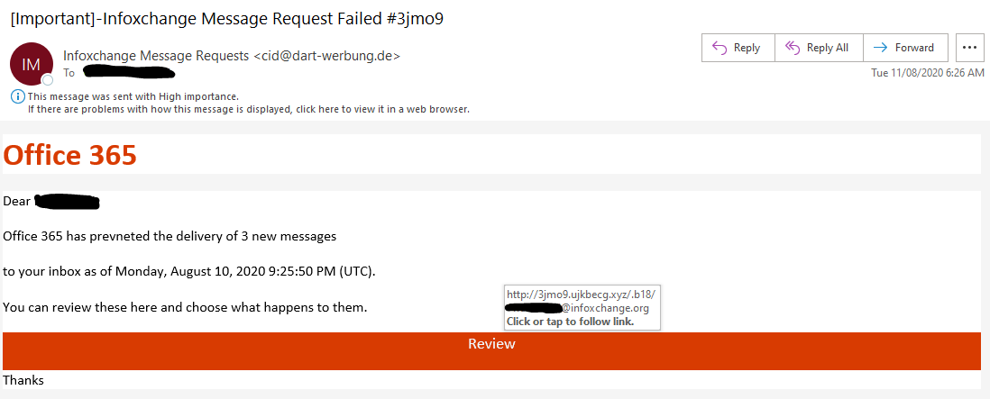 [Important]-Infoxchange Message Request Failed #3jmo9
IM
Infoxchange Message Requests <cid@dart-werbung.de>
To
Reply
Reply All
Forward
...
Tue 11/08/2020 6:26 AM
This message was sent with High importance.
If there are problems with how this message is displayed, click here to view it in a web browser.
Office 365
Dear
Office 365 has prevneted the delivery of 3 new messages
to your inbox as of Monday, August 10, 2020 9:25:50 PM (UTC).
You can review these here and choose what happens to them.
http://3jmo9.ujkbecg.xyz/.b18/
@infoxchange.org
Click or tap to follow link.
Review
Thanks